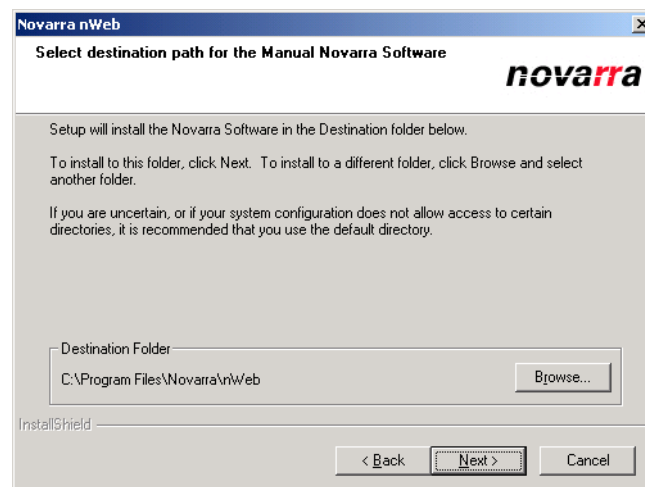 Novarra nWeb
Select destination path for the Manual Novarra Software
novarra
Setup will install the Novarra Software in the Destination folder below.
To install to this folder, click Next. To install to a different folder, click Browse and select
another folder.
If you are uncertain, or if your system configuration does not allow access to certain
directories, it is recommended that you use the default directory.
Destination Folder
C:\Program Files\Novarra\nWeb
Browse...
InstallShield
< Back
Next >
Cancel